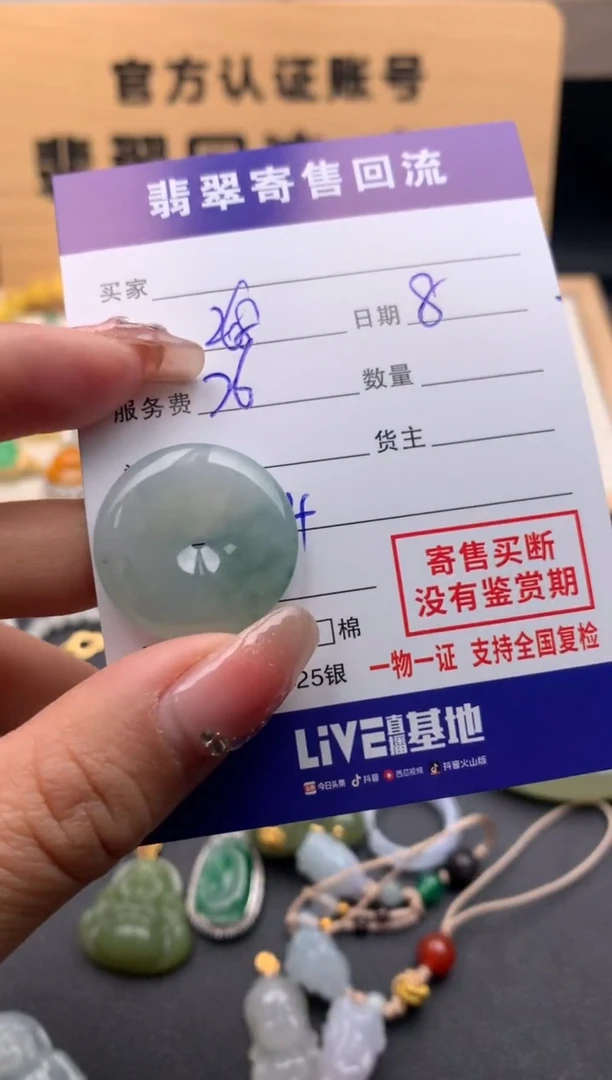 官方认证账号
翡翠寄售回流
买家
日期 8
服务费 26
数量
货主
寄售买断
没有鉴赏期
棉
25银
一物一证 支持全国复检
LiVE直播基地
今日头条 抖音 西瓜视频 抖音火山版